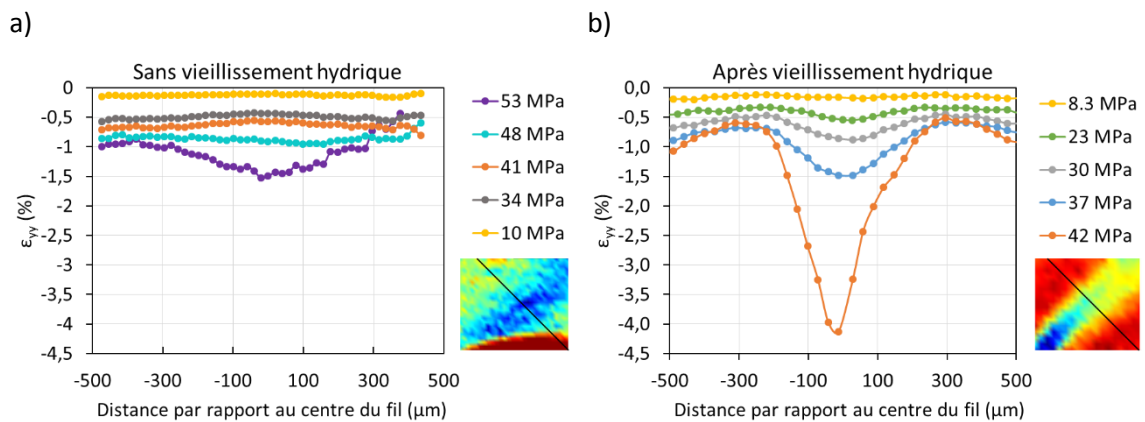 a)
Sans vieillissement hydrique
0
-0,5
-1
-1,5
-2
-2,5
-3
-3,5
-4
-4,5
-500
-300
-100
100
300
500
εyy (%)
Distance par rapport au centre du fil (µm)
53 MPa
48 MPa
41 MPa
34 MPa
10 MPa
b)
Après vieillissement hydrique
0,0
-0,5
-1,0
-1,5
-2,0
-2,5
-3,0
-3,5
-4,0
-4,5
-500
-300
-100
100
300
500
εyy (%)
Distance par rapport au centre du fil (µm)
8.3 MPa
23 MPa
30 MPa
37 MPa
42 MPa